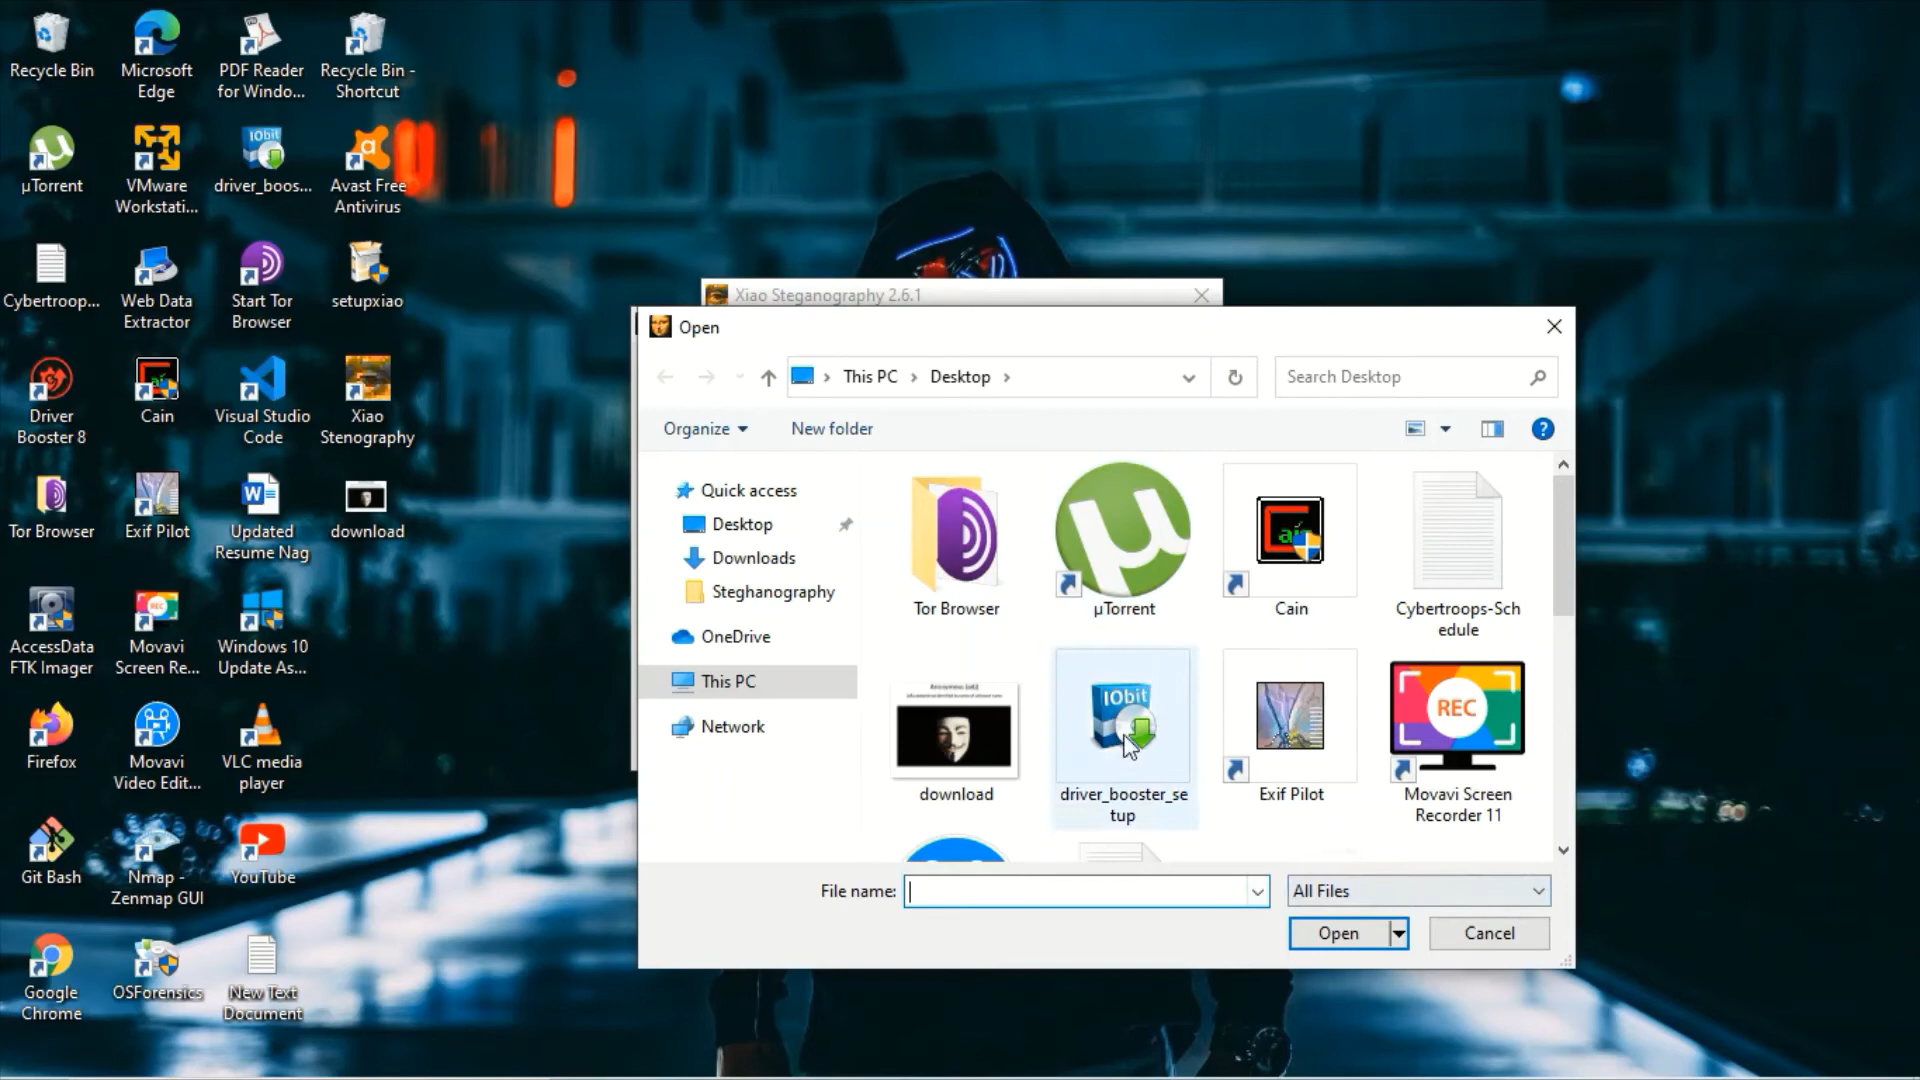 Recycle Bin
Microsoft
Edge
PDF Reader
for Windo...
Recycle Bin -
Shortcut
µTorrent
VMware
Workstati...
IObit
driver_boos...
Avast Free
Antivirus
Cybertroop...
Web Data
Extractor
Start Tor
Browser
setupxiao
Driver
Booster 8
Cain
Visual Studio
Code
Xiao
Stenography
Tor Browser
Exif Pilot
Updated
Resume Nag
download
AccessData
FTK Imager
REC
Movavi
Screen Re...
Windows 10
Update As...
Firefox
Movavi
Video Edit...
VLC media
player
Git Bash
Nmap -
Zenmap GUI
YouTube
Google
Chrome
OSForensics
New Text
Document
Xiao Steganography 2.6.1
Open
This PC
Desktop
Search Desktop
Organize
New folder
Quick access
Desktop
Downloads
Steghanography
OneDrive
This PC
Network
Tor Browser
µTorrent
Cain
Cybertroops-Sch
edule
download
IObit
driver_booster_se
tup
Exif Pilot
REC
Movavi Screen
Recorder 11
File name:
All Files
Open
Cancel